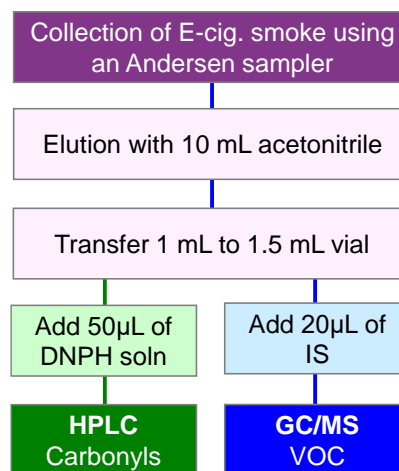 Collection of E-cig. smoke using
an Andersen sampler
Elution with 10 mL acetonitrile
Transfer 1 mL to 1.5 mL vial
Add 50μL of
DNPH soln
Add 20μL of
IS
HPLC
Carbonyls
GC/MS
VOC